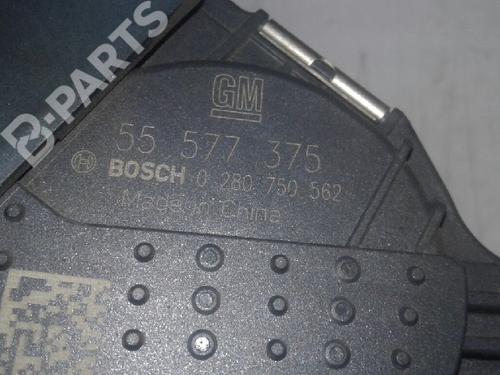 B-PARTS
GM
55 577 375
BOSCH 0 280 750 562
Made in China